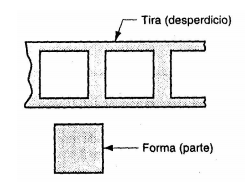 Tira (desperdicio)
Forma (parte)